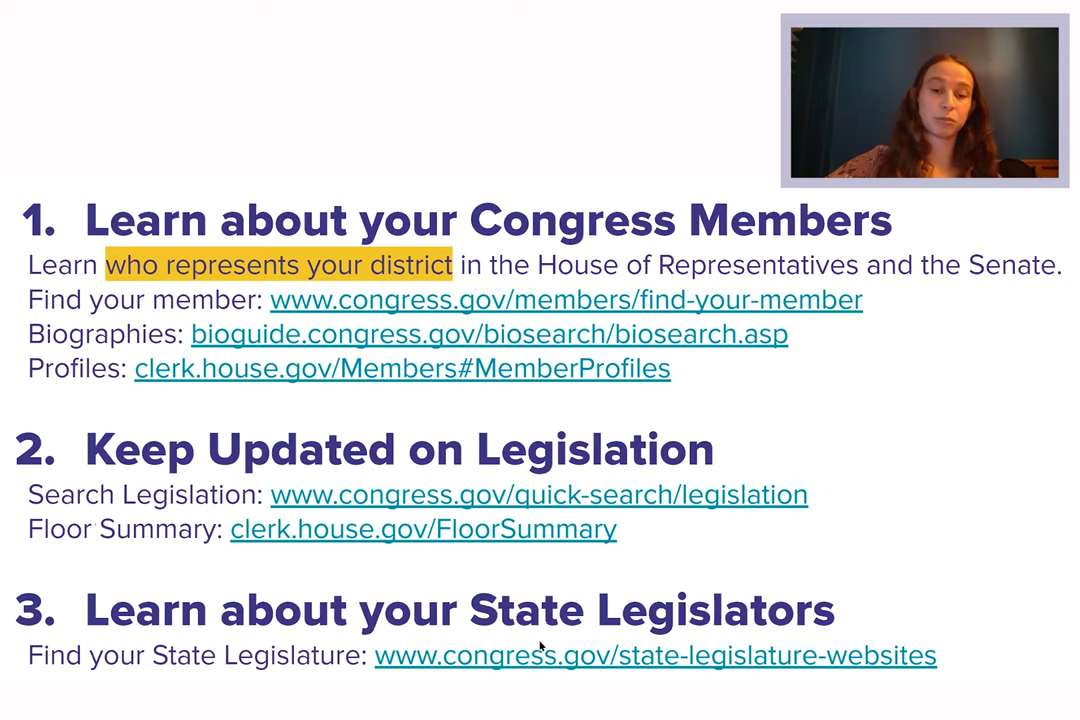 1. Learn about your Congress Members
Learn who represents your district in the House of Representatives and the Senate.
Find your member: www.congress.gov/members/find-your-member
Biographies: bioguide.congress.gov/biosearch/biosearch.asp
Profiles: clerk.house.gov/Members#MemberProfiles
2. Keep Updated on Legislation
Search Legislation: www.congress.gov/quick-search/legislation
Floor Summary: clerk.house.gov/FloorSummary
3. Learn about your State Legislators
Find your State Legislature: www.congress.gov/state-legislature-websites